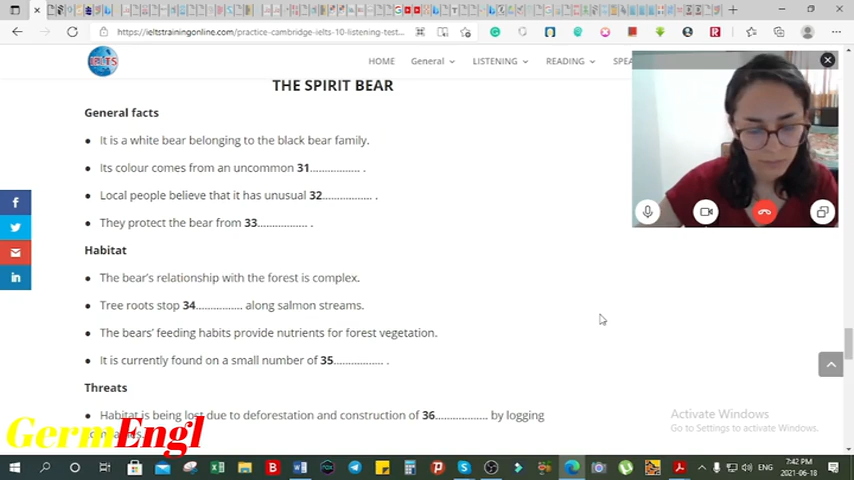 https://ieltstrainingonline.com/practice-cambridge-ielts-10-listening-test...
IELTS
HOME General LISTENING READING SPEA
THE SPIRIT BEAR
General facts
● It is a white bear belonging to the black bear family.
● Its colour comes from an uncommon 31................. .
● Local people believe that it has unusual 32................. .
● They protect the bear from 33................. .
Habitat
● The bear's relationship with the forest is complex.
● Tree roots stop 34................ along salmon streams.
● The bears' feeding habits provide nutrients for forest vegetation.
● It is currently found on a small number of 35................. .
Threats
● Habitat is being lost due to deforestation and construction of 36.................. by logging
GermEngl
Activate Windows
Go to Settings to activate Windows.
ENG
7:42 PM
2021-06-18